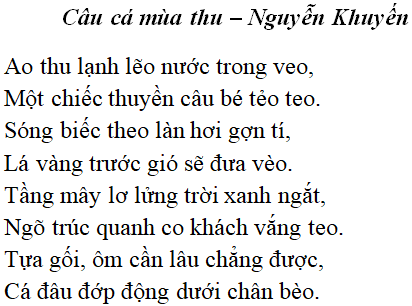 Câu cá mùa thu – Nguyễn Khuyến
Ao thu lạnh lẽo nước trong veo,
Một chiếc thuyền câu bé tẻo teo.
Sóng biếc theo làn hơi gợn tí,
Lá vàng trước gió sẽ đưa vèo.
Tầng mây lơ lửng trời xanh ngắt,
Ngõ trúc quanh co khách vắng teo.
Tựa gối, ôm cần lâu chẳng được,
Cá đâu đớp động dưới chân bèo.